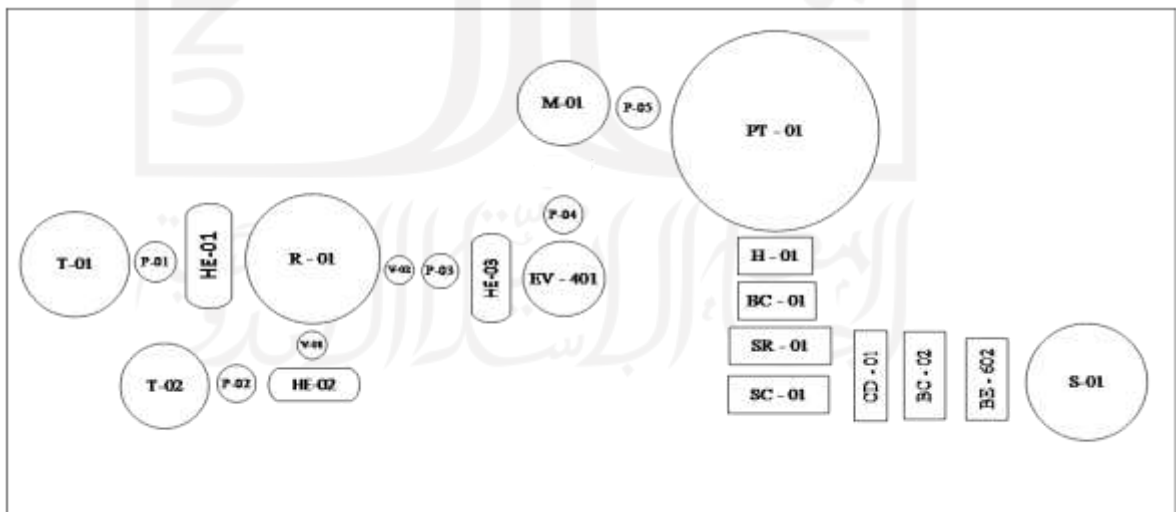 M-01
P-05
PT - 01
P-04
T-01
P-01
HE-01
R - 01
V-02
P-03
HE-03
EV - 401
H - 01
BC - 01
V-01
SR - 01
T-02
P-02
HE-02
SC - 01
CD - 01
BC - 02
BE - 602
S-01